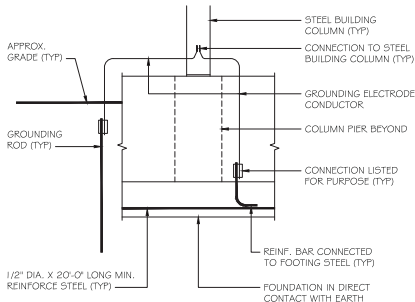 STEEL BUILDING
COLUMN (TYP)
APPROX.
GRADE (TYP)
CONNECTION TO STEEL
BUILDING COLUMN (TYP)
GROUNDING ELECTRODE
CONDUCTOR
GROUNDING
ROD (TYP)
COLUMN PIER BEYOND
CONNECTION LISTED
FOR PURPOSE (TYP)
REINF. BAR CONNECTED
TO FOOTING STEEL (TYP)
1/2" DIA. X 20'-0" LONG MIN.
REINFORCE STEEL (TYP)
FOUNDATION IN DIRECT
CONTACT WITH EARTH